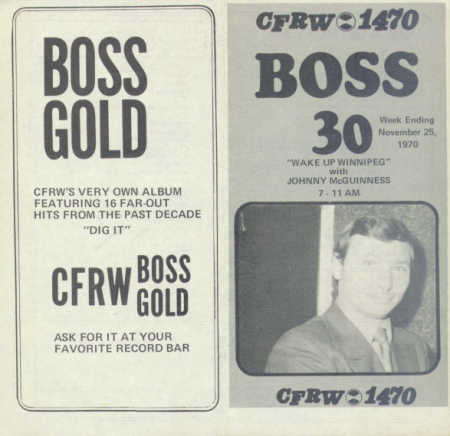 BOSS
GOLD
CFRW'S VERY OWN ALBUM
FEATURING 16 FAR-OUT
HITS FROM THE PAST DECADE
"DIG IT"
CFRW BOSS
GOLD
ASK FOR IT AT YOUR
FAVORITE RECORD BAR
CFRW 1470
BOSS
30
Week Ending
November 25,
1970
"WAKE UP WINNIPEG"
with
JOHNNY McGUINNESS
7 - 11 AM
CFRW 1470